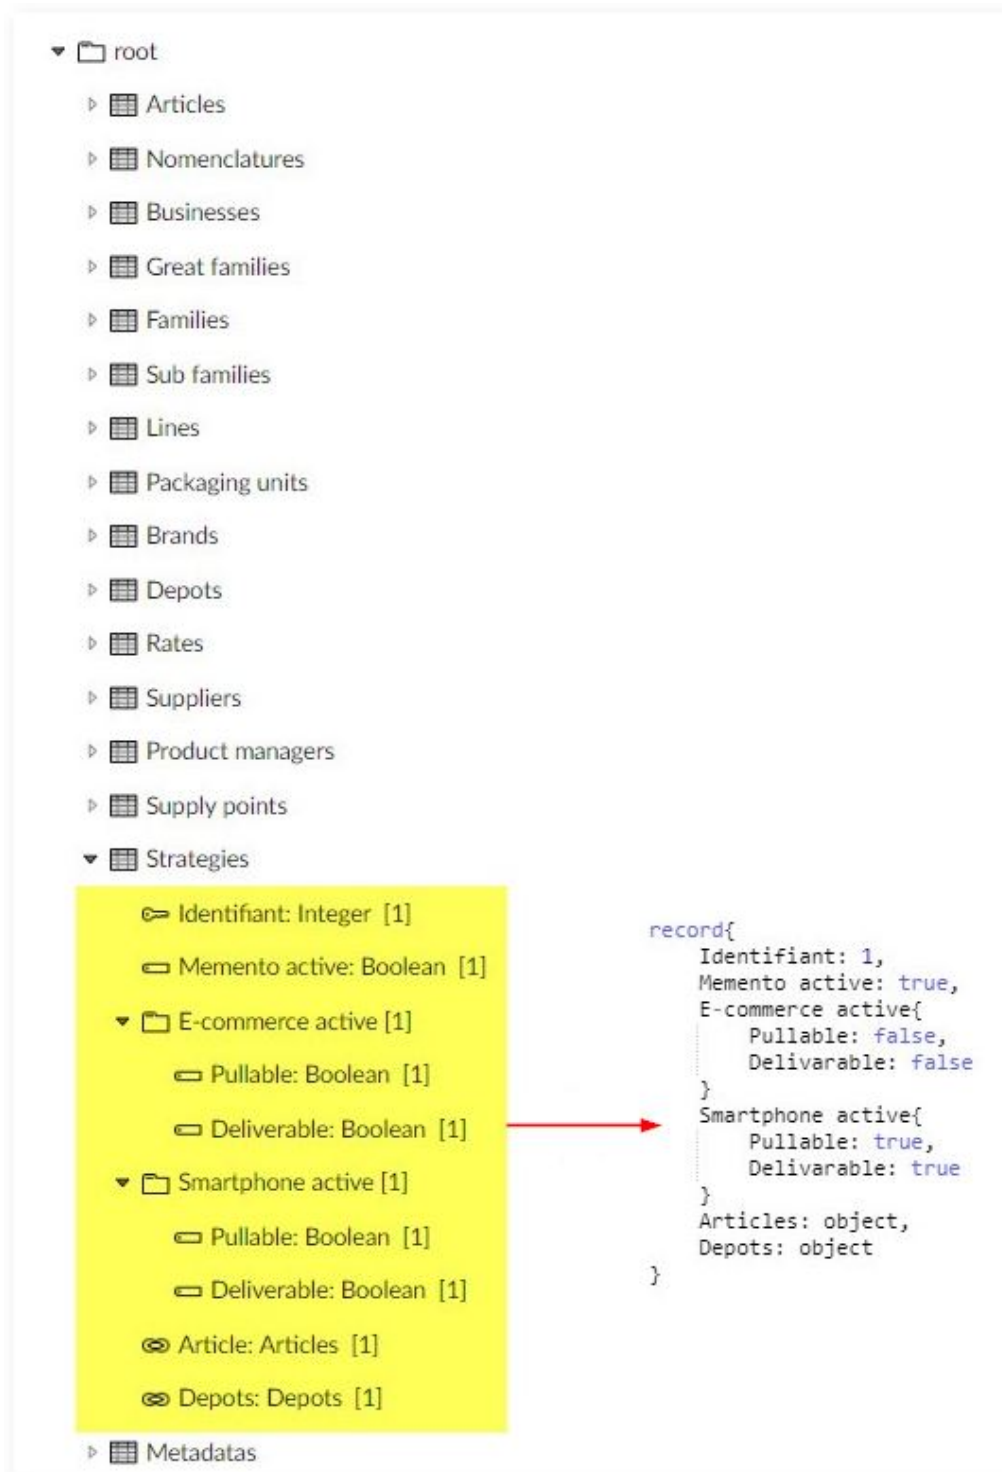 root
Articles
Nomenclatures
Businesses
Great families
Families
Sub families
Lines
Packaging units
Brands
Depots
Rates
Suppliers
Product managers
Supply points
Strategies
Identifiant: Integer [1]
Memento active: Boolean [1]
E-commerce active [1]
Pullable: Boolean [1]
Deliverable: Boolean [1]
Smartphone active [1]
Pullable: Boolean [1]
Deliverable: Boolean [1]
Article: Articles [1]
Depots: Depots [1]
Metadatas
record{
Identifiant: 1,
Memento active: true,
E-commerce active{
Pullable: false,
Delivarable: false
}
Smartphone active{
Pullable: true,
Delivarable: true
}
Articles: object,
Depots: object
}